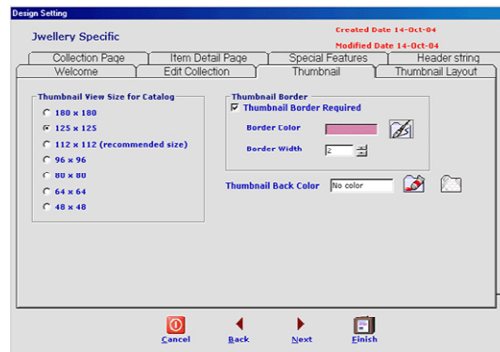 Design Setting
Jwellery Specific
Created Date 14-Oct-04
Modified Date 14-Oct-04
Collection Page
Item Detail Page
Special Features
Header string
Welcome
Edit Collection
Thumbnail
Thumbnail Layout
Thumbnail View Size for Catalog
180 x 180
125 x 125
112 x 112 (recommended size)
96 x 96
80 x 80
64 x 64
48 x 48
Thumbnail Border
Thumbnail Border Required
Border Color
Border Width
2
Thumbnail Back Color
No color
Cancel
Back
Next
Finish